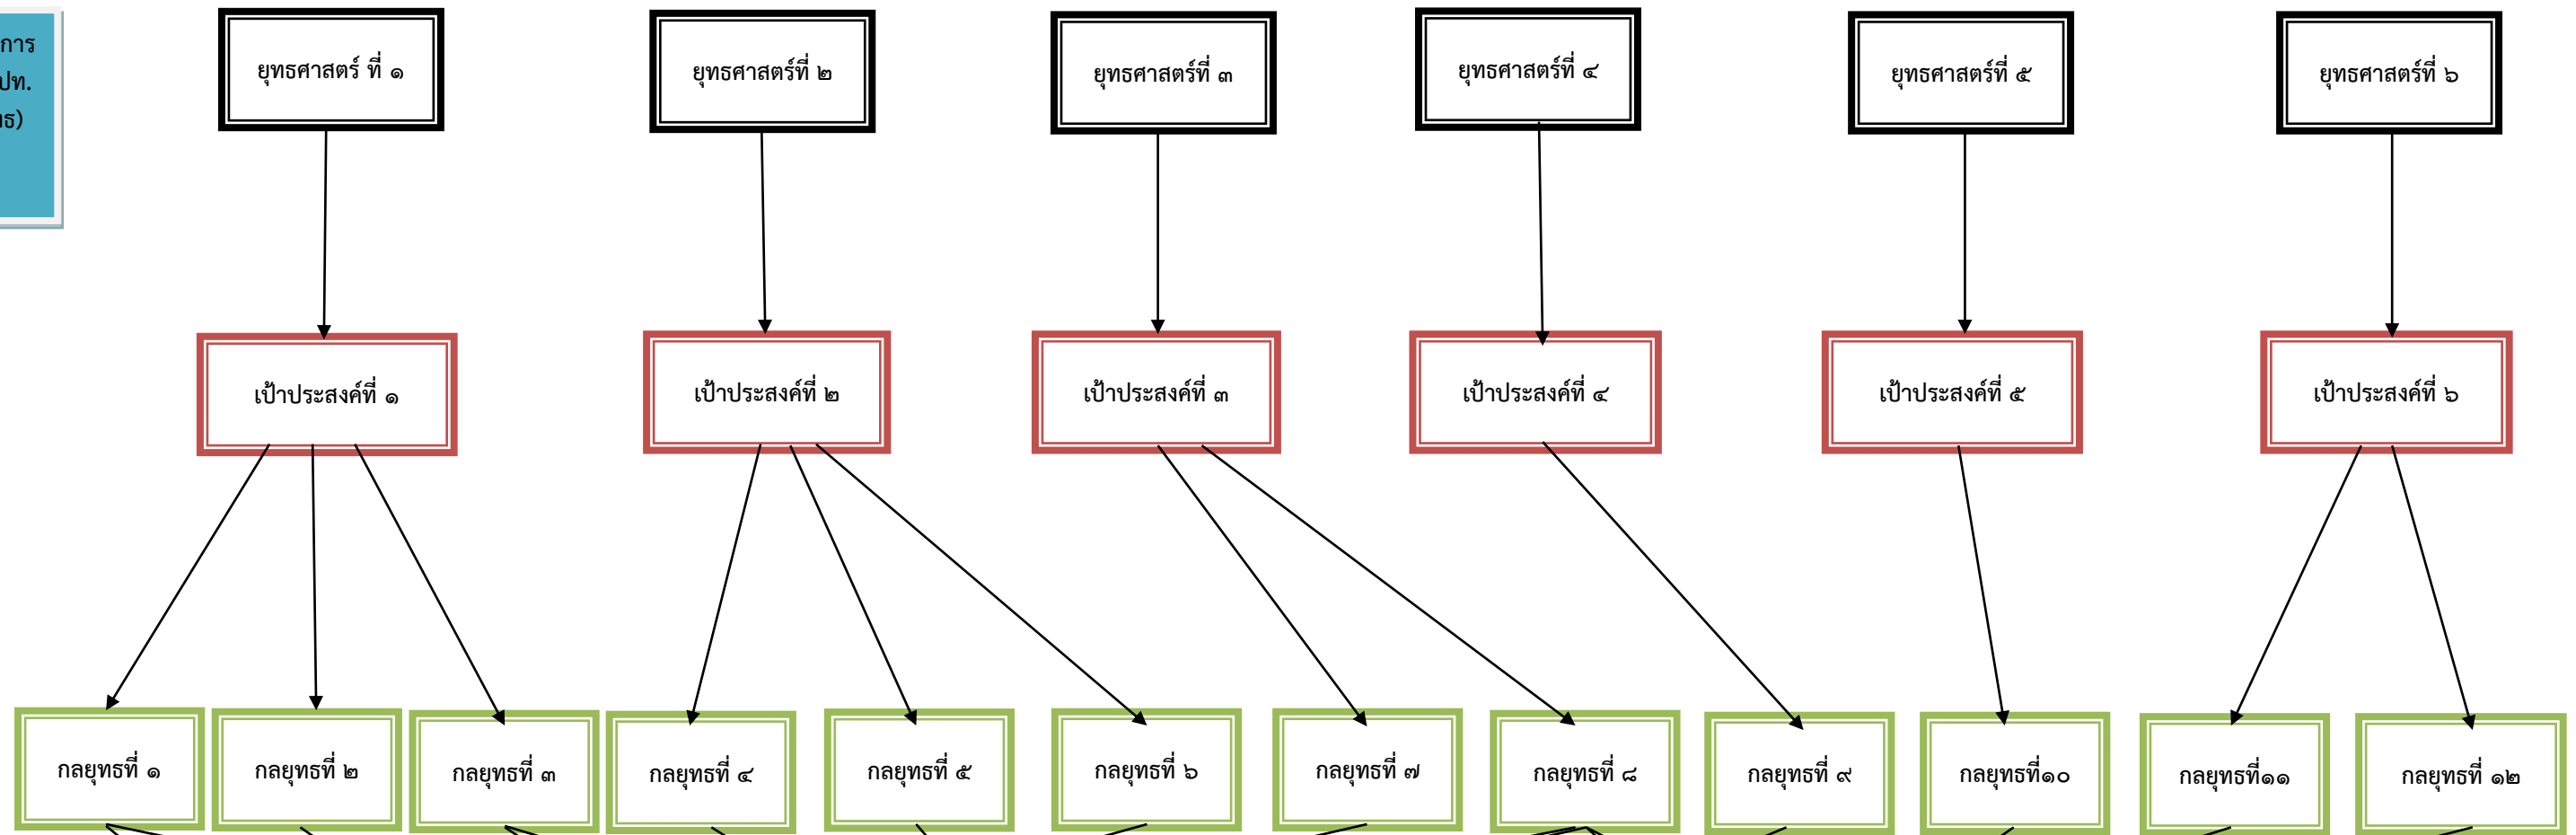 การ
ปท.
ธ)
ยุทธศาสตร์ ที่ ๑
ยุทธศาสตร์ที่ ๒
ยุทธศาสตร์ที่ ๓
ยุทธศาสตร์ที่ ๔
ยุทธศาสตร์ที่ ๕
ยุทธศาสตร์ที่ ๖
เป้าประสงค์ที่ ๑
เป้าประสงค์ที่ ๒
เป้าประสงค์ที่ ๓
เป้าประสงค์ที่ ๔
เป้าประสงค์ที่ ๕
เป้าประสงค์ที่ ๖
กลยุทธที่ ๑
กลยุทธที่ ๒
กลยุทธที่ ๓
กลยุทธที่ ๔
กลยุทธที่ ๕
กลยุทธที่ ๖
กลยุทธที่ ๗
กลยุทธที่ ๘
กลยุทธที่ ๙
กลยุทธที่๑๐
กลยุทธที่๑๑
กลยุทธที่ ๑๒